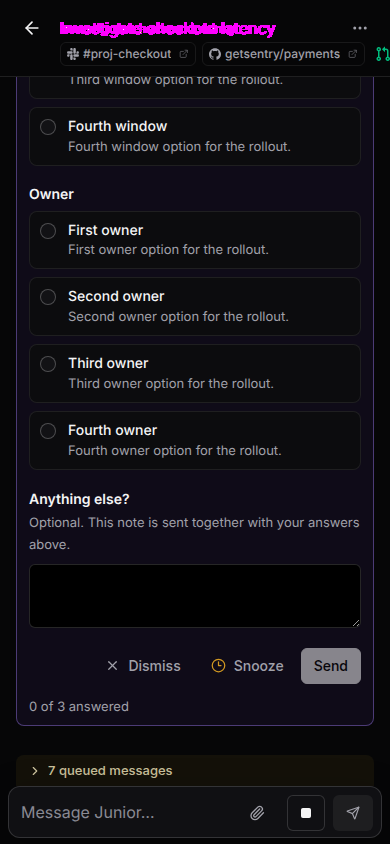 #proj-checkout
getsentry/payments
Third window option for the rollout.
Fourth window
Fourth window option for the rollout.
Owner
First owner
First owner option for the rollout.
Second owner
Second owner option for the rollout.
Third owner
Third owner option for the rollout.
Fourth owner
Fourth owner option for the rollout.
Anything else?
Optional. This note is sent together with your answers
above.
Dismiss
Snooze
Send
0 of 3 answered
7 queued messages
Message Junior...